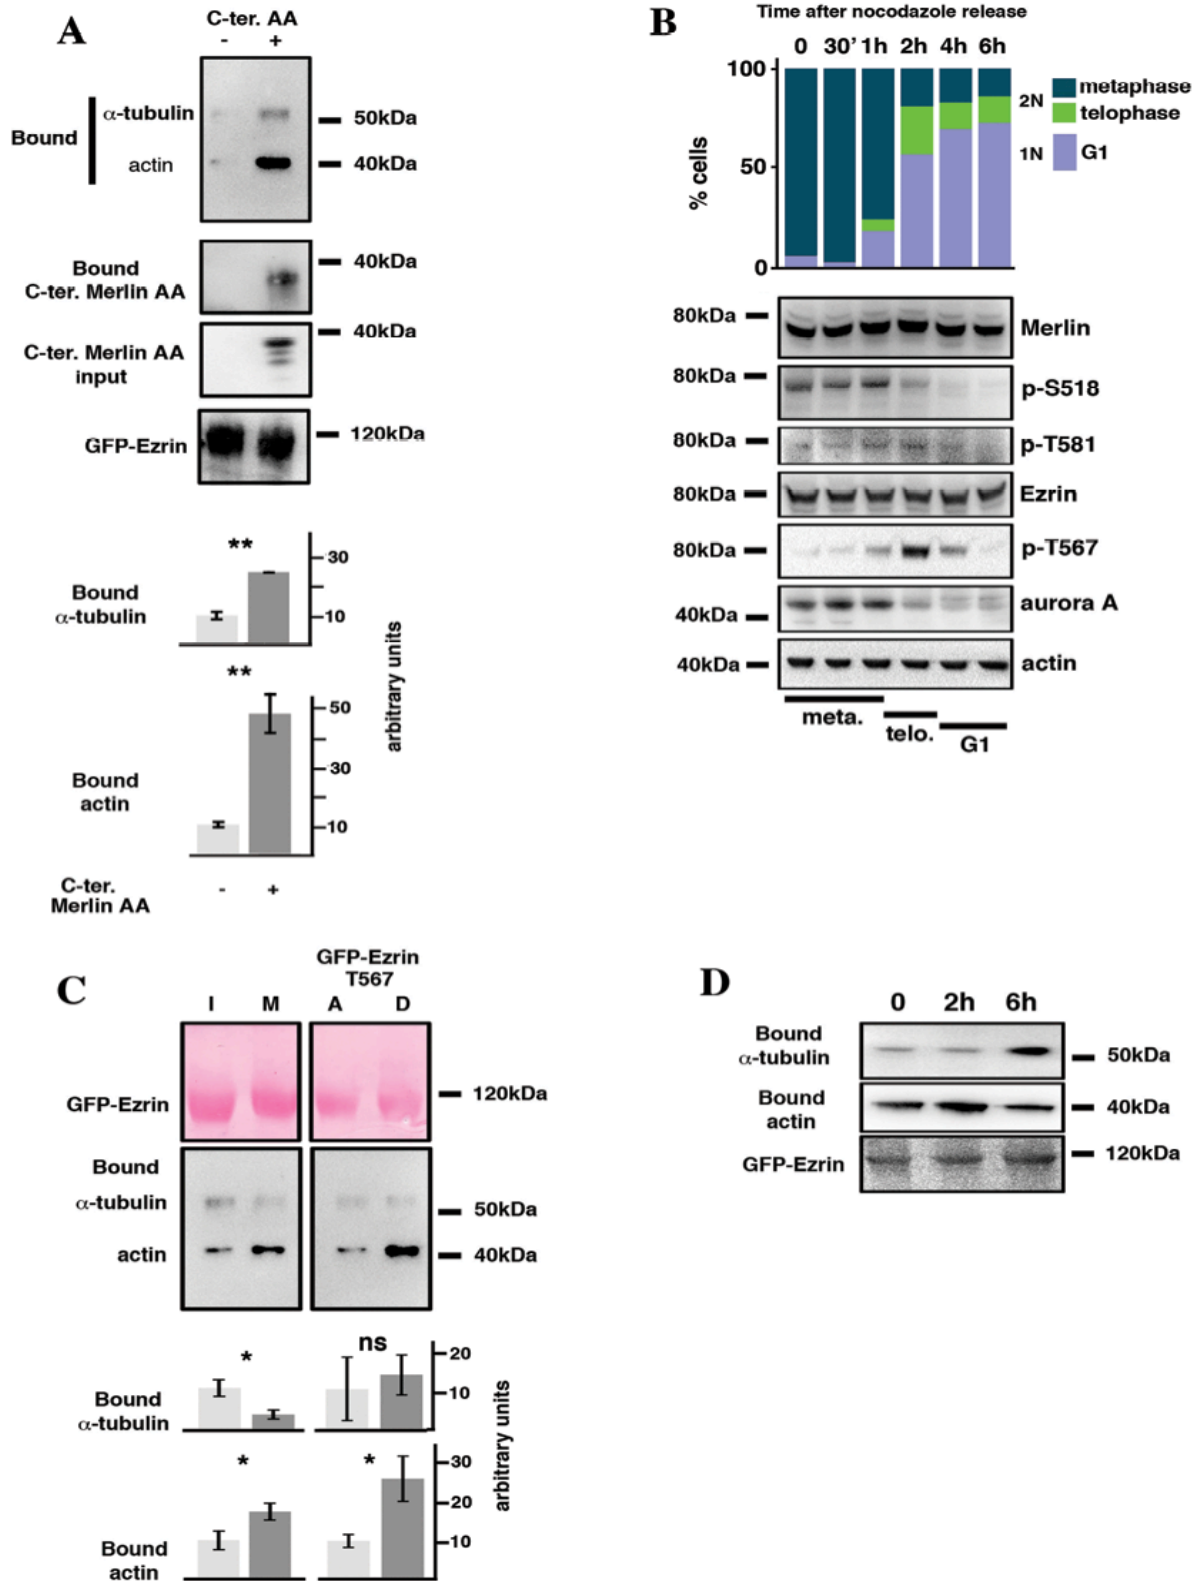 A
C-ter. AA
- +
Bound
α-tubulin
50kDa
actin
40kDa
Bound
C-ter. Merlin AA
40kDa
C-ter. Merlin AA
input
40kDa
GFP-Ezrin
120kDa
**
Bound
α-tubulin
30
10
**
Bound
actin
50
30
10
arbitrary units
C-ter.
Merlin AA
- +
B
Time after nocodazole release
0 30’ 1h 2h 4h 6h
100
50
0
% cells
2N
1N
metaphase
telophase
G1
80kDa
Merlin
80kDa
p-S518
80kDa
p-T581
80kDa
Ezrin
80kDa
p-T567
40kDa
aurora A
40kDa
actin
meta.
telo.
G1
C
GFP-Ezrin
T567
I M A D
GFP-Ezrin
120kDa
Bound
α-tubulin
50kDa
actin
40kDa
* ns
Bound
α-tubulin
20
10
* *
Bound
actin
30
20
10
arbitrary units
D
0 2h 6h
Bound
α-tubulin
50kDa
Bound
actin
40kDa
GFP-Ezrin
120kDa